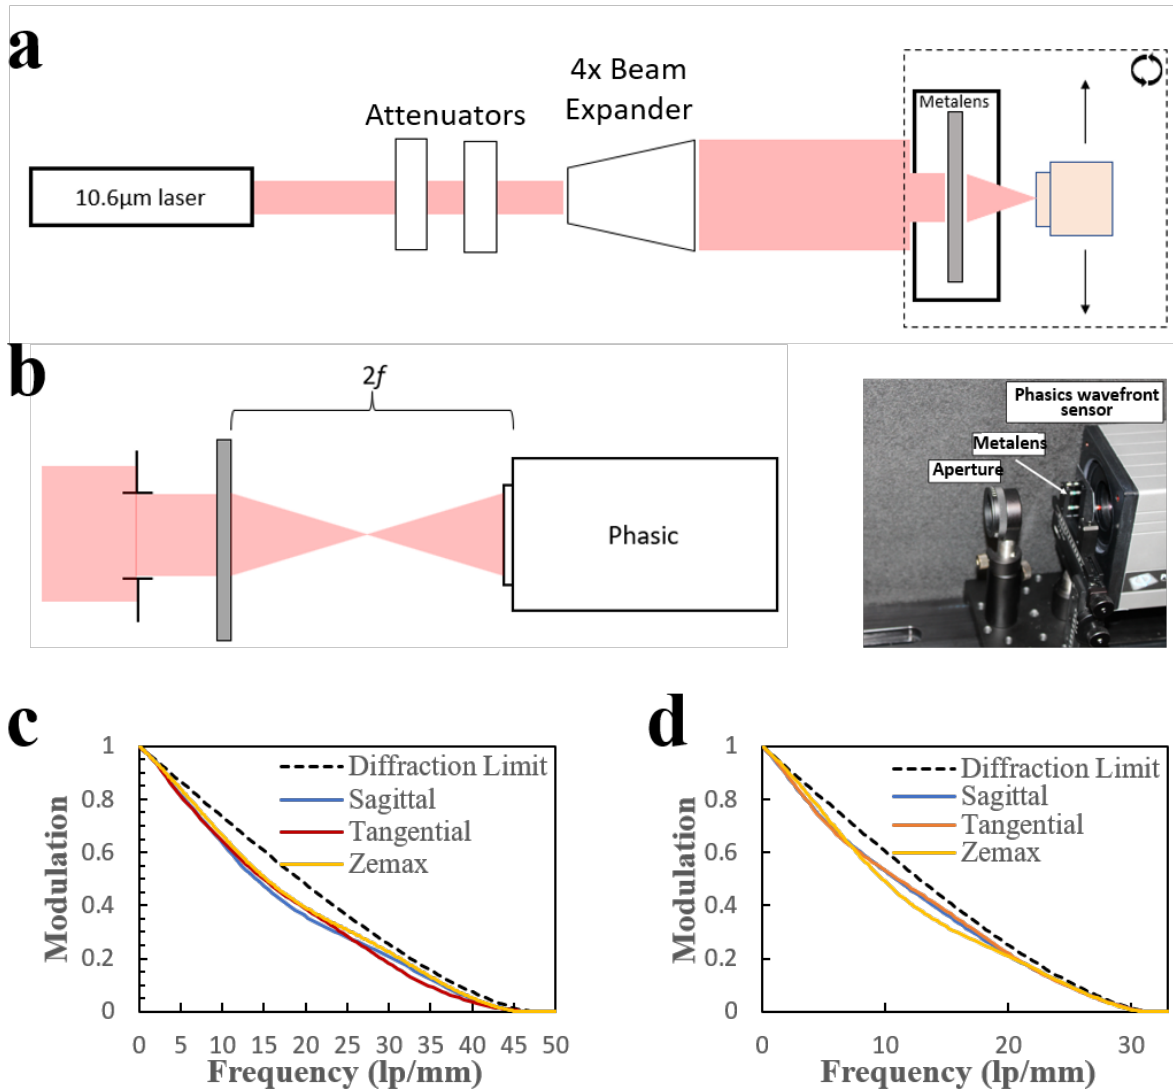 a
4x Beam
Expander
Attenuators
Metalens
10.6µm laser
b
2f
Phasic
Phasics wavefront
sensor
Metalens
Aperture
c
1
0.8
0.6
0.4
0.2
0
Modulation
Diffraction Limit
Sagittal
Tangential
Zemax
0 5 10 15 20 25 30 35 40 45 50
Frequency (lp/mm)
d
1
0.8
0.6
0.4
0.2
0
Modulation
Diffraction Limit
Sagittal
Tangential
Zemax
0 10 20 30
Frequency (lp/mm)